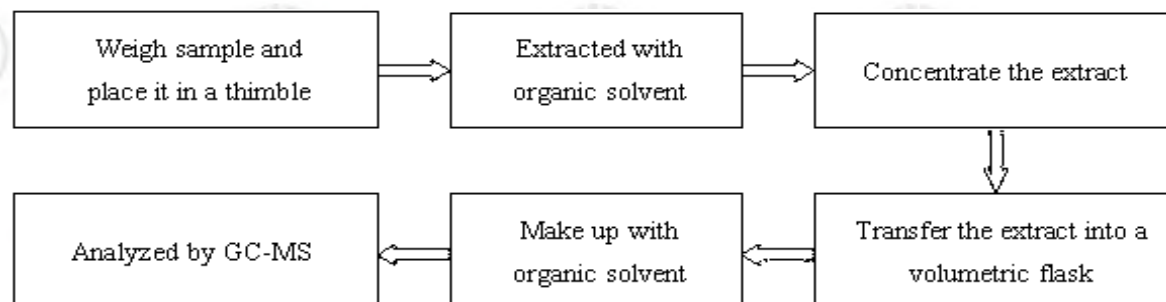 Weigh sample and
place it in a thimble
Extracted with
organic solvent
Concentrate the extract
Transfer the extract into a
volumetric flask
Make up with
organic solvent
Analyzed by GC-MS